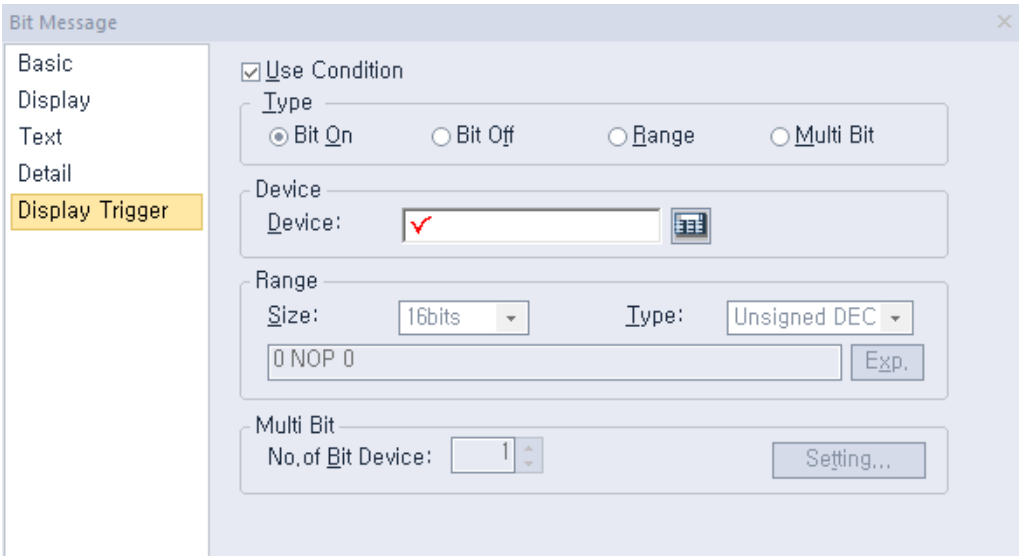 Bit Message
Basic
Display
Text
Detail
Display Trigger
Use Condition
Type
Bit On
Bit Off
Range
Multi Bit
Device
Device:
Range
Size:
16bits
Type:
Unsigned DEC
0 NOP 0
Exp.
Multi Bit
No.of Bit Device:
1
Setting...